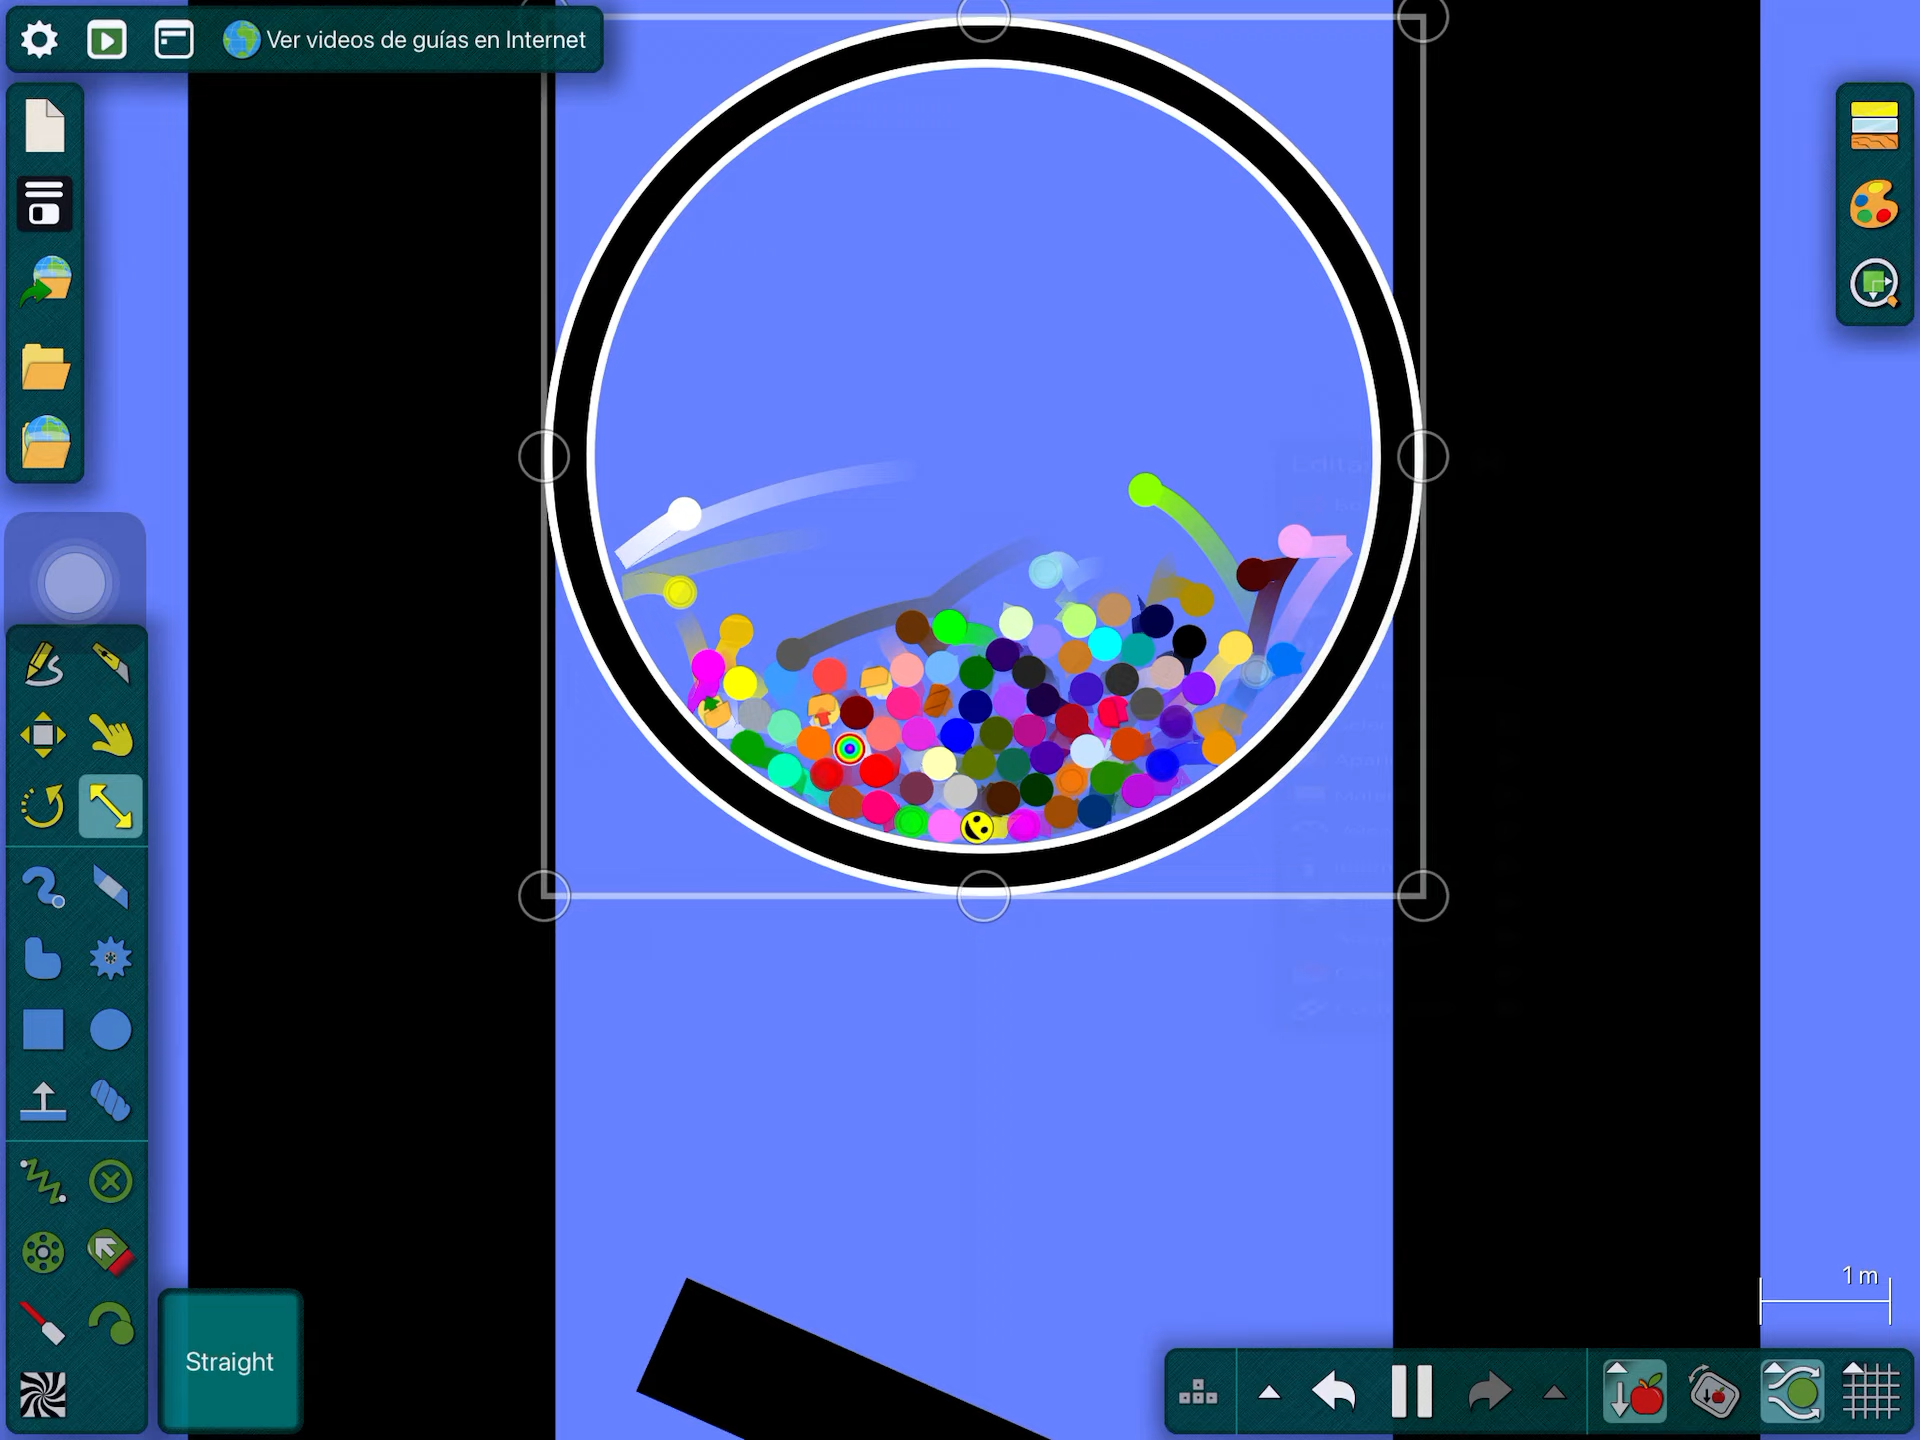 Ver videos de guías en Internet
Straight
1 m